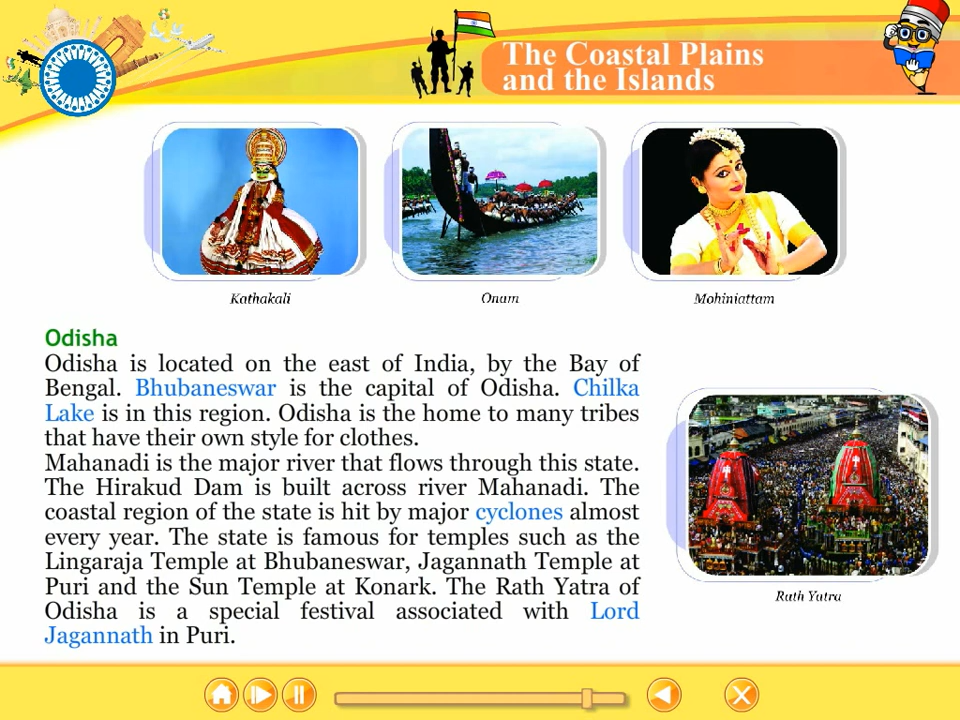 The Coastal Plains
and the Islands
Kathakali
Onam
Mohiniattam
Odisha
Odisha is located on the east of India, by the Bay of
Bengal. Bhubaneswar is the capital of Odisha. Chilka
Lake is in this region. Odisha is the home to many tribes
that have their own style for clothes.
Mahanadi is the major river that flows through this state.
The Hirakud Dam is built across river Mahanadi. The
coastal region of the state is hit by major cyclones almost
every year. The state is famous for temples such as the
Lingaraja Temple at Bhubaneswar, Jagannath Temple at
Puri and the Sun Temple at Konark. The Rath Yatra of
Odisha is a special festival associated with Lord
Jagannath in Puri.
Rath Yatra